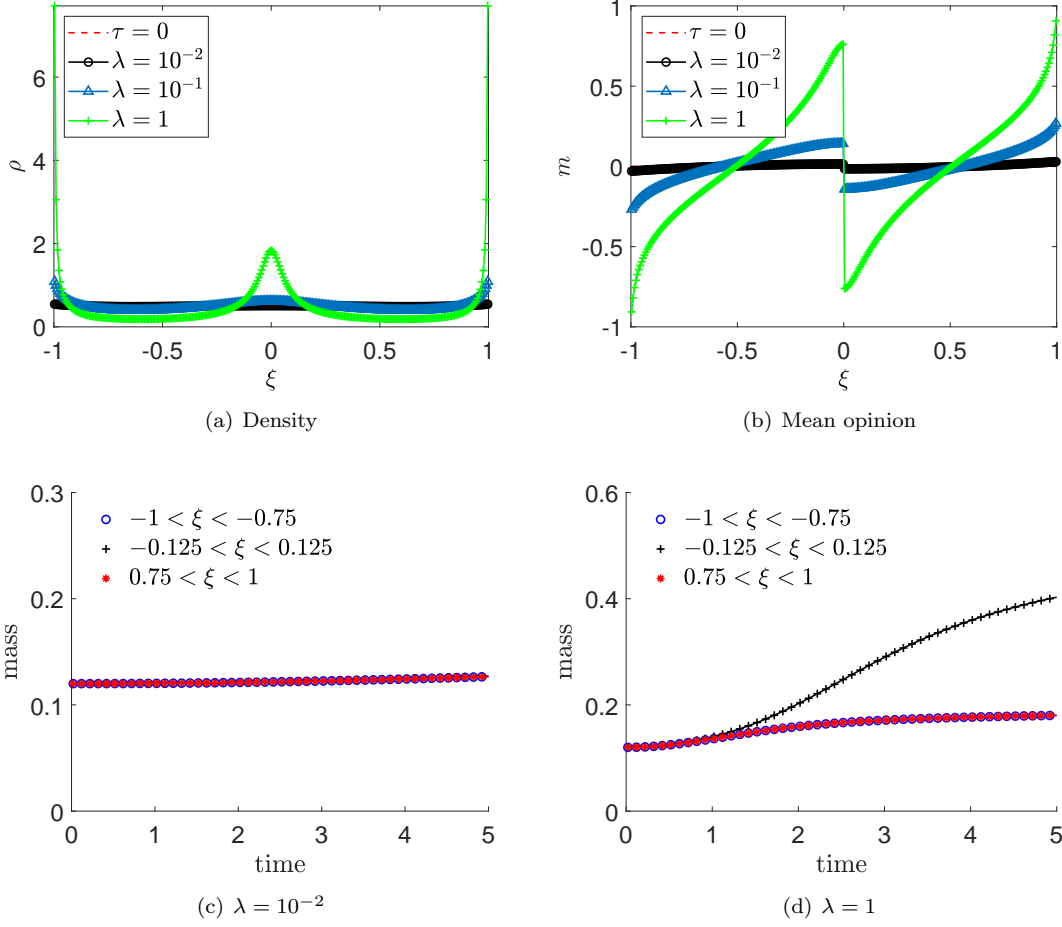 6
4
2
0
-1
-0.5
0
0.5
1
ξ
ρ
τ = 0
λ = 10⁻²
λ = 10⁻¹
λ = 1
(a) Density
1
0.5
0
-0.5
-1
-1
-0.5
0
0.5
1
ξ
m
τ = 0
λ = 10⁻²
λ = 10⁻¹
λ = 1
(b) Mean opinion
0.3
0.2
0.1
0
0
1
2
3
4
5
time
mass
−1 < ξ < −0.75
−0.125 < ξ < 0.125
0.75 < ξ < 1
(c) λ = 10⁻²
0.6
0.4
0.2
0
0
1
2
3
4
5
time
mass
−1 < ξ < −0.75
−0.125 < ξ < 0.125
0.75 < ξ < 1
(d) λ = 1